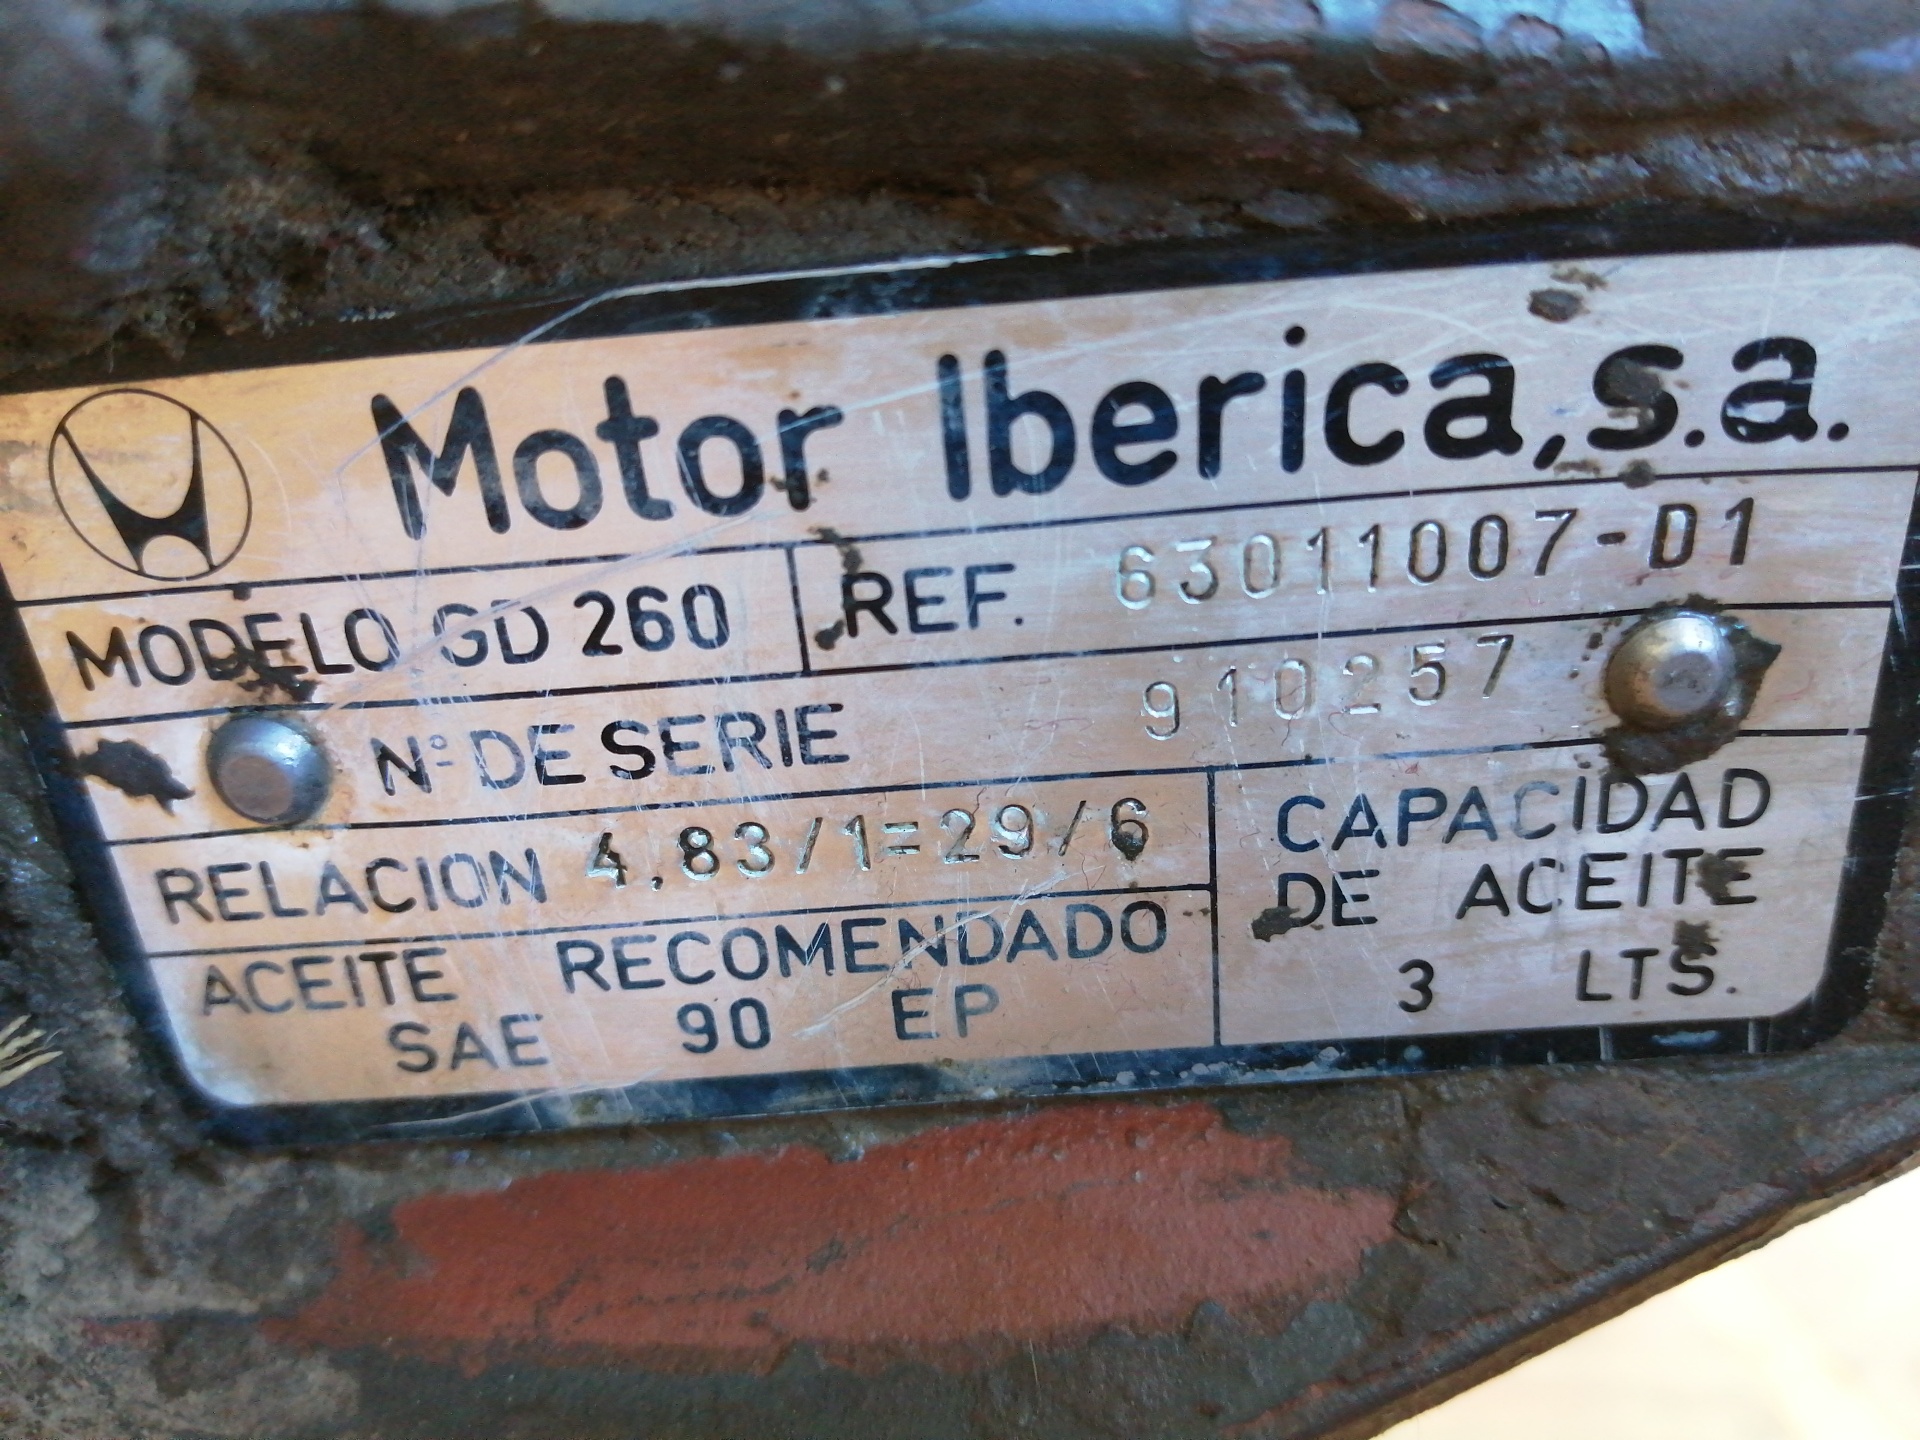 Motor Iberica, s.a.
MODELO GD 260 REF. 63011007-D1
Nº DE SERIE 910257
RELACION 4.83/1=29/6
CAPACIDAD
DE ACEITE
3 LTS.
ACEITE RECOMENDADO
SAE 90 EP